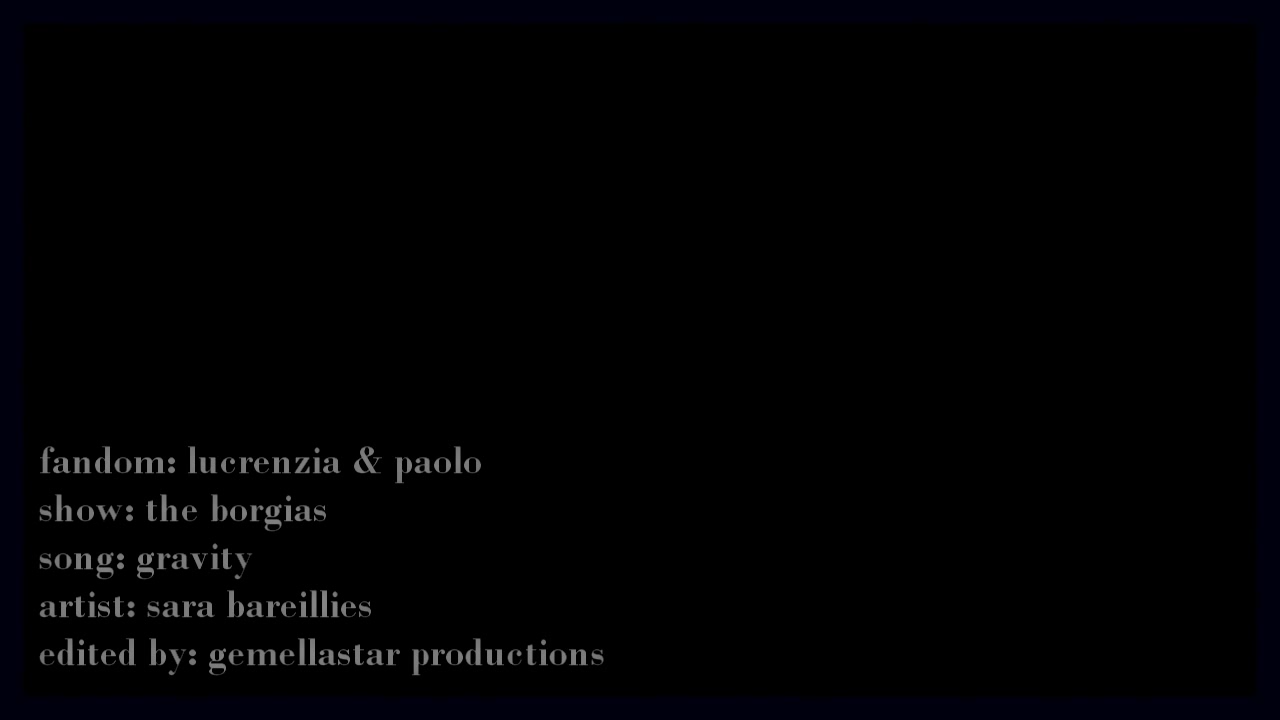 fandom: lucrenzia & paolo
show: the borgias
song: gravity
artist: sara bareillies
edited by: gemellastar productions